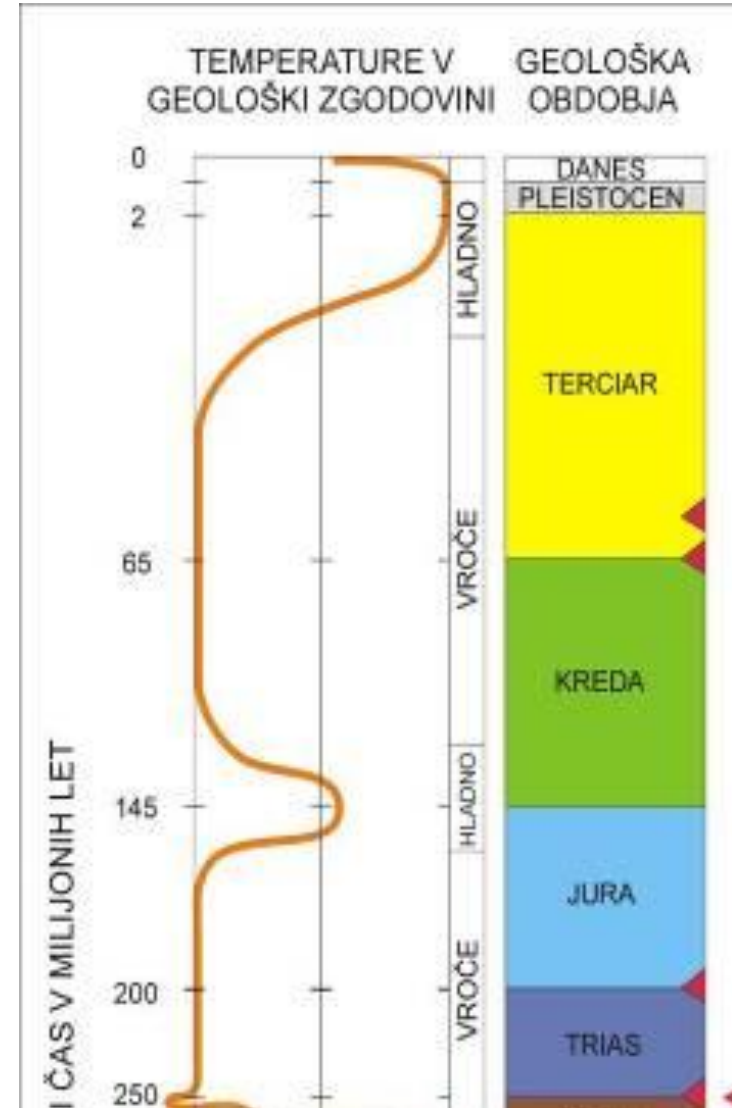 TEMPERATURE V
GEOLOŠKI ZGODOVINI
GEOLOŠKA
OBDOBJA
0
DANES
PLEISTOCEN
2
HLADNO
TERCIAR
VROČE
65
KREDA
HLADNO
145
JURA
VROČE
200
TRIAS
250
I ČAS V MILIJONIH LET